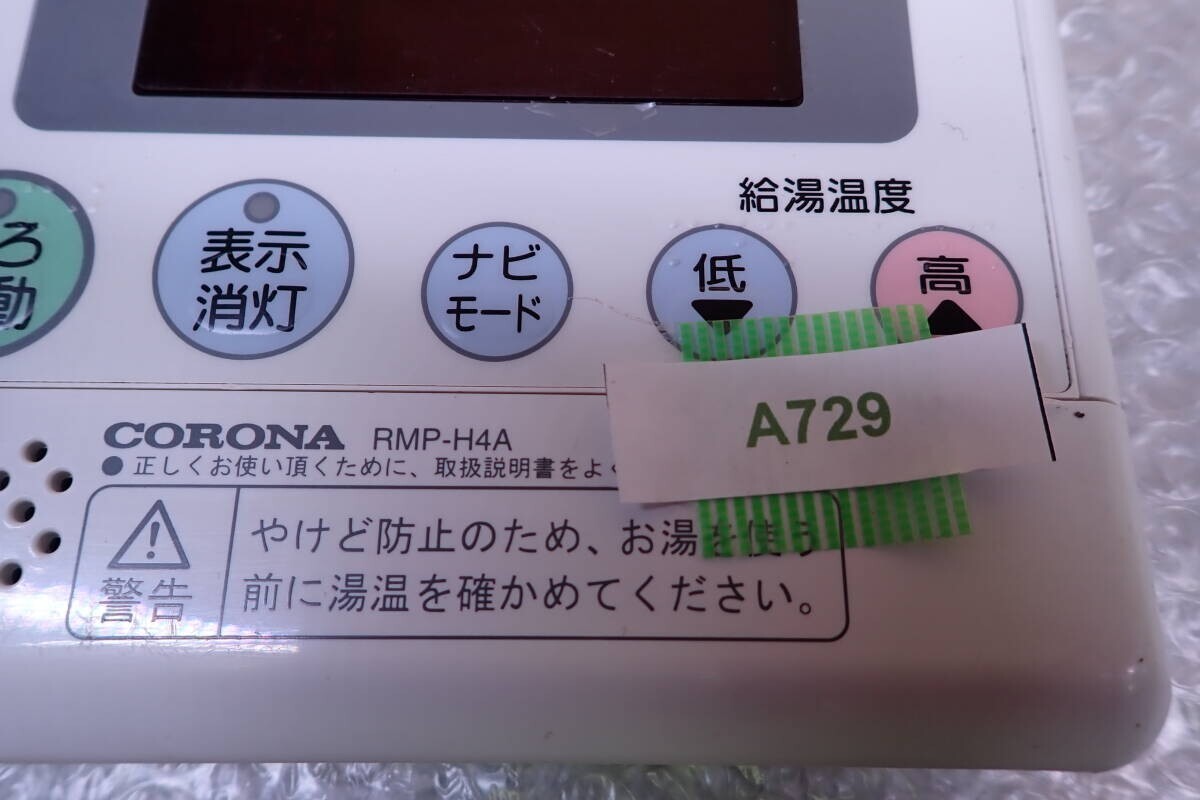 給湯温度
ろ
動
表示
消灯
ナビ
モード
低
高
A729
CORONA RMP-H4A
● 正しくお使い頂くために、取扱説明書をよく
警告
やけど防止のため、お湯を使う
前に湯温を確かめてください。